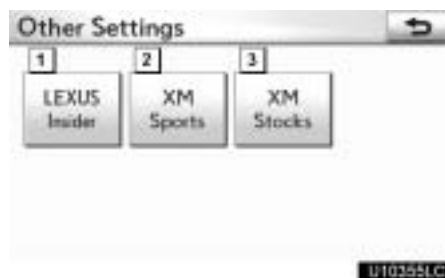 Other Settings
1 2 3
LEXUS XM XM
Insider Sports Stocks
U10355LC